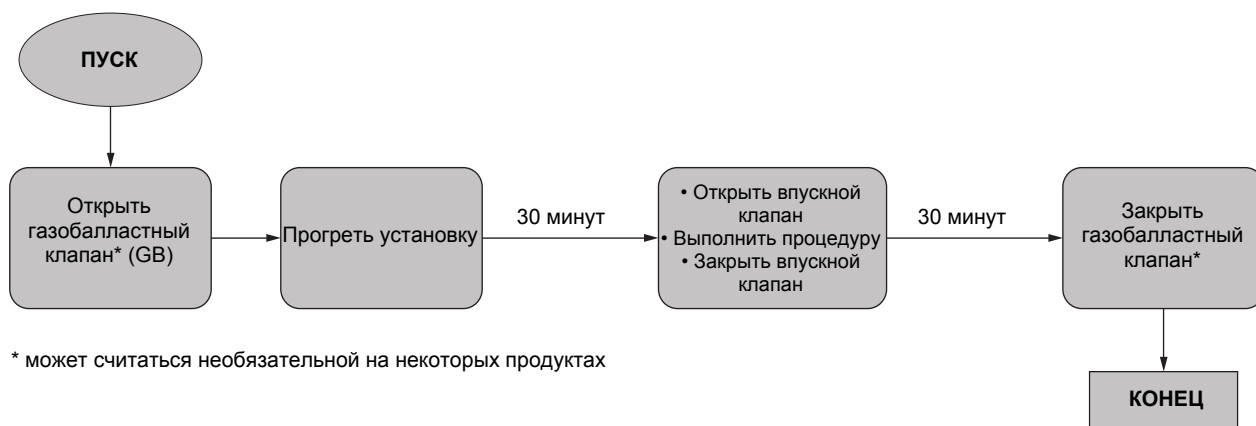 ПУСК
Открыть
газобалластный
клапан* (GB)
Прогреть установку
30 минут
• Открыть впускной
клапан
• Выполнить процедуру
• Закрыть впускной
клапан
30 минут
Закрыть
газобалластный
клапан*
* может считаться необязательной на некоторых продуктах
КОНЕЦ